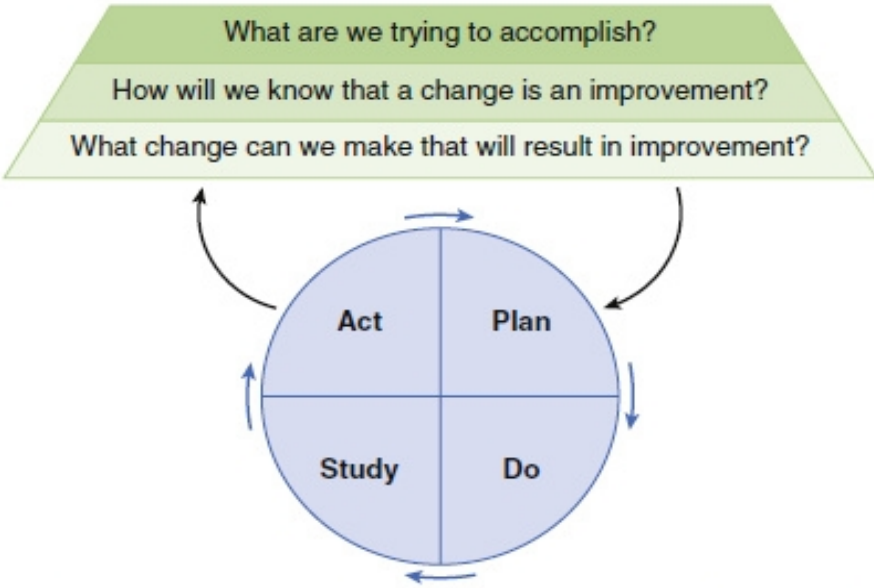 What are we trying to accomplish?
How will we know that a change is an improvement?
What change can we make that will result in improvement?
Act
Plan
Study
Do